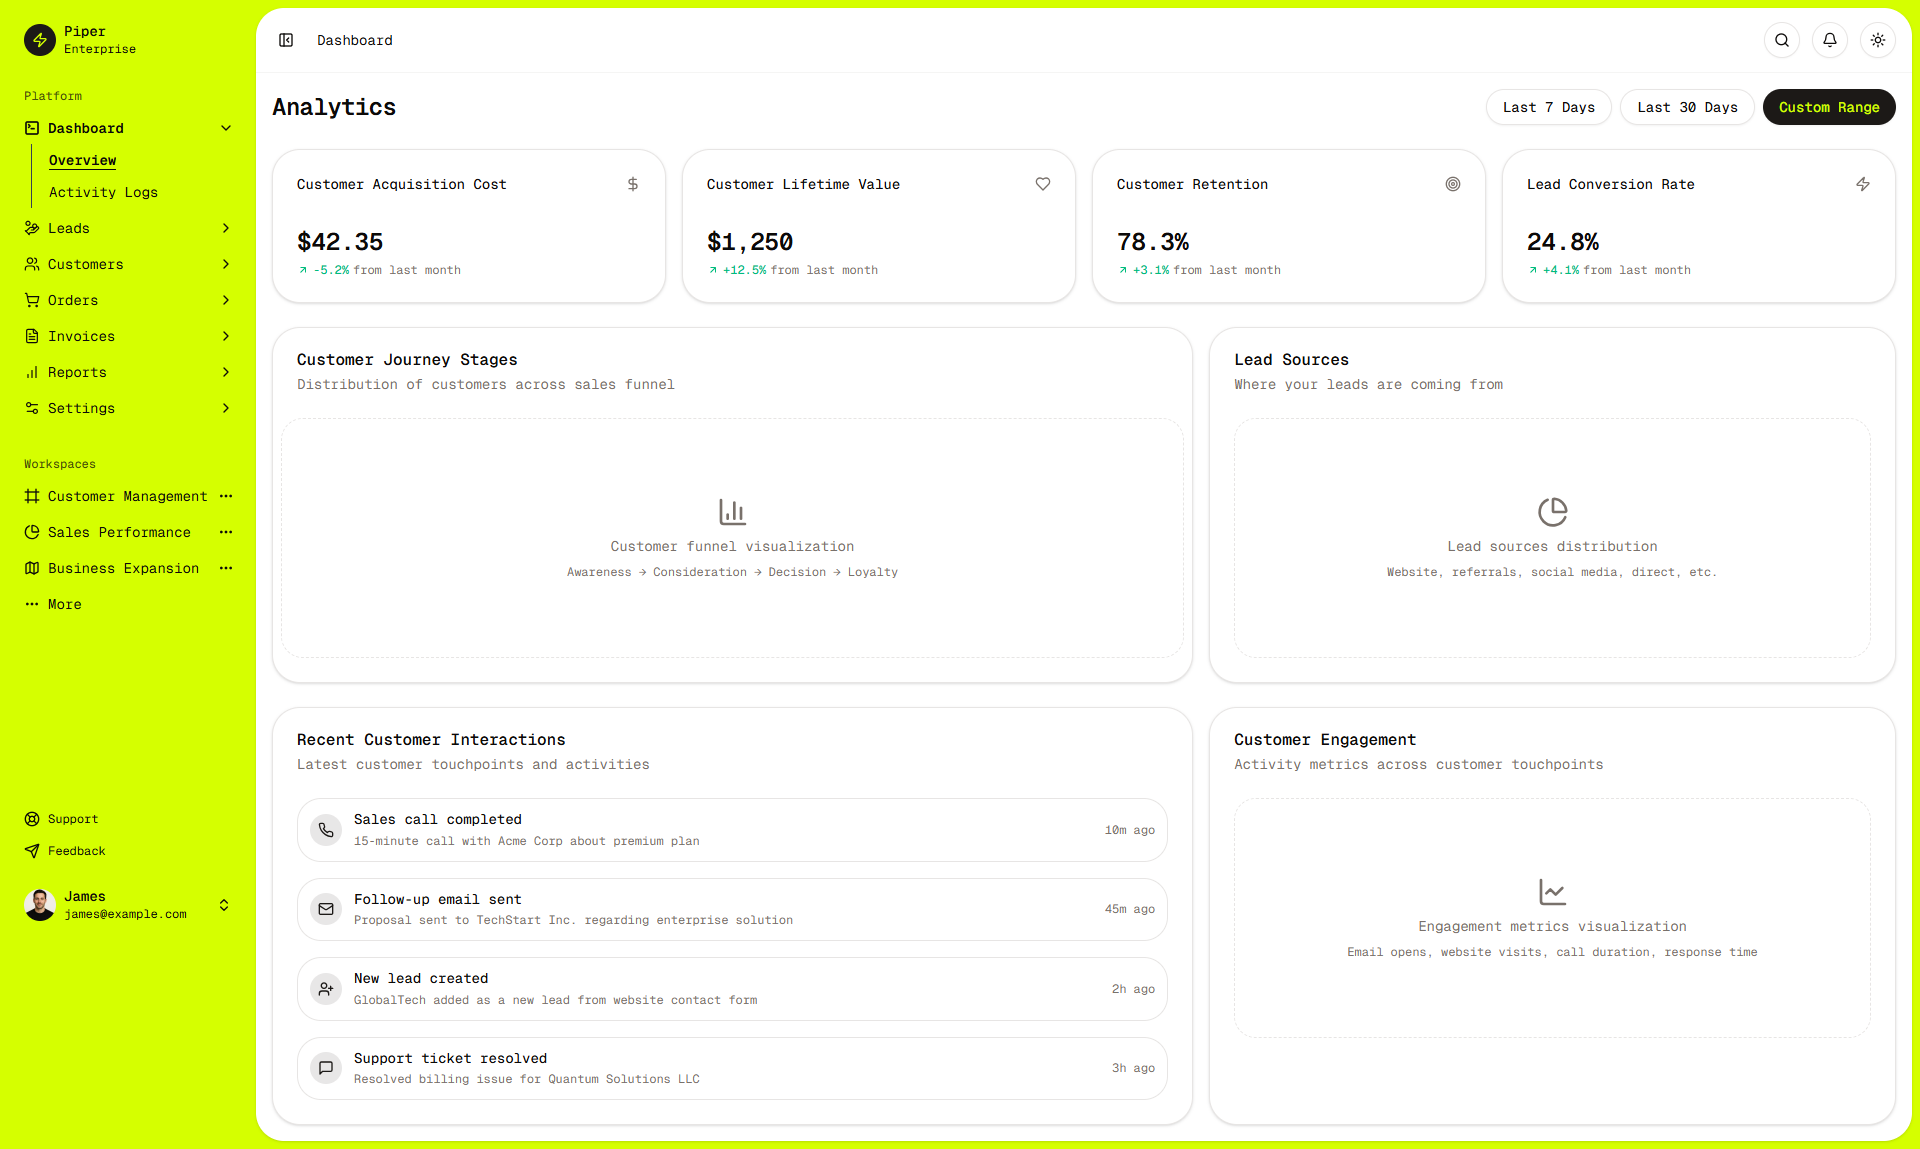 Piper
Enterprise
Platform
Dashboard
Overview
Activity Logs
Leads
Customers
Orders
Invoices
Reports
Settings
Workspaces
Customer Management
Sales Performance
Business Expansion
More
Support
Feedback
James
james@example.com
Dashboard
Analytics
Last 7 Days
Last 30 Days
Custom Range
Customer Acquisition Cost
$42.35
-5.2% from last month
Customer Lifetime Value
$1,250
+12.5% from last month
Customer Retention
78.3%
+3.1% from last month
Lead Conversion Rate
24.8%
+4.1% from last month
Customer Journey Stages
Distribution of customers across sales funnel
Customer funnel visualization
Awareness → Consideration → Decision → Loyalty
Lead Sources
Where your leads are coming from
Lead sources distribution
Website, referrals, social media, direct, etc.
Recent Customer Interactions
Latest customer touchpoints and activities
Sales call completed
15-minute call with Acme Corp about premium plan
10m ago
Follow-up email sent
Proposal sent to TechStart Inc. regarding enterprise solution
45m ago
New lead created
GlobalTech added as a new lead from website contact form
2h ago
Support ticket resolved
Resolved billing issue for Quantum Solutions LLC
3h ago
Customer Engagement
Activity metrics across customer touchpoints
Engagement metrics visualization
Email opens, website visits, call duration, response time